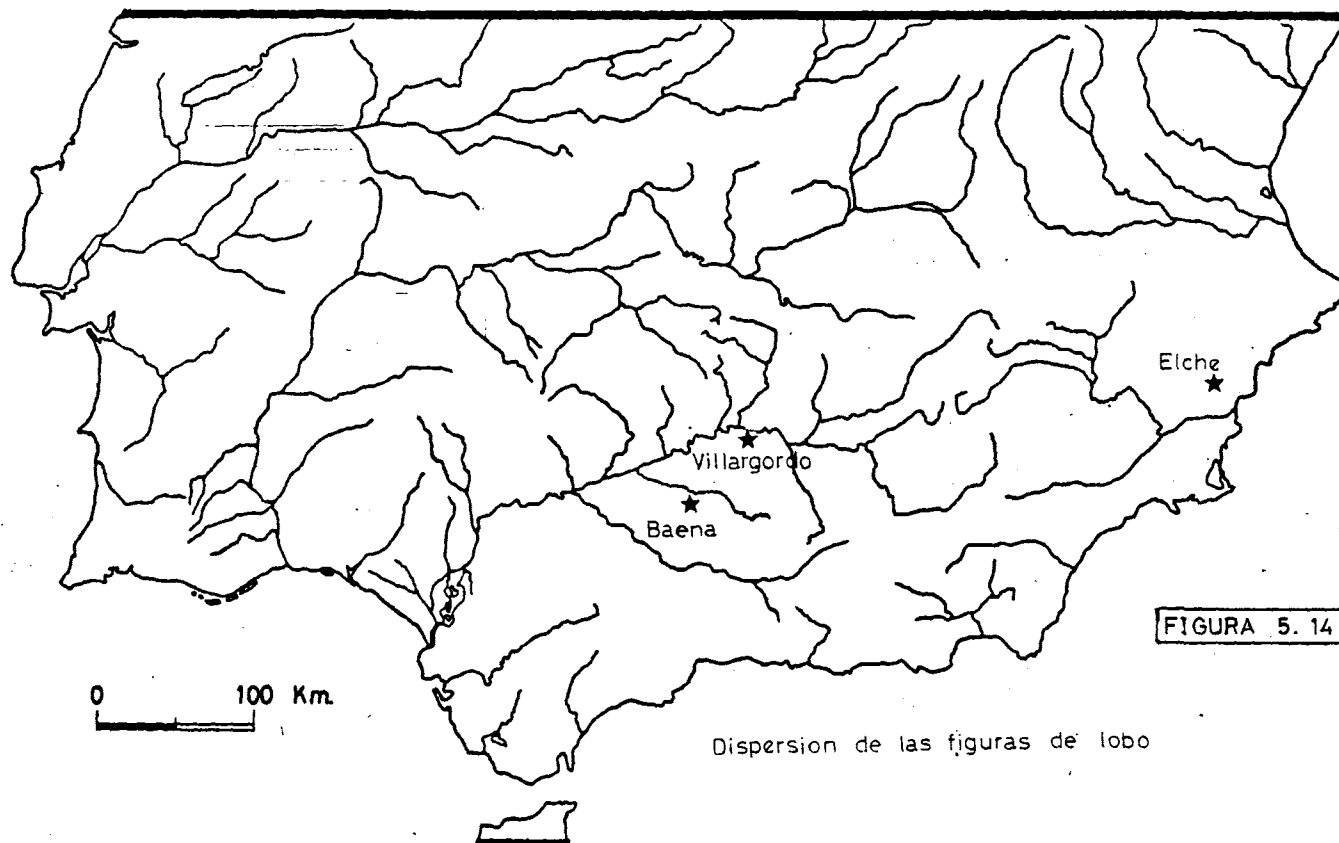 Elche
Villargordo
Baena
FIGURA 5.14
0 100 Km.
Dispersion de las figuras de lobo